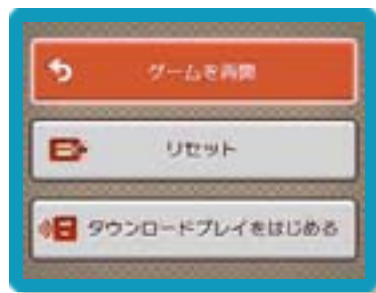 ゲームを再開
リセット
ダウンロードプレイをはじめる